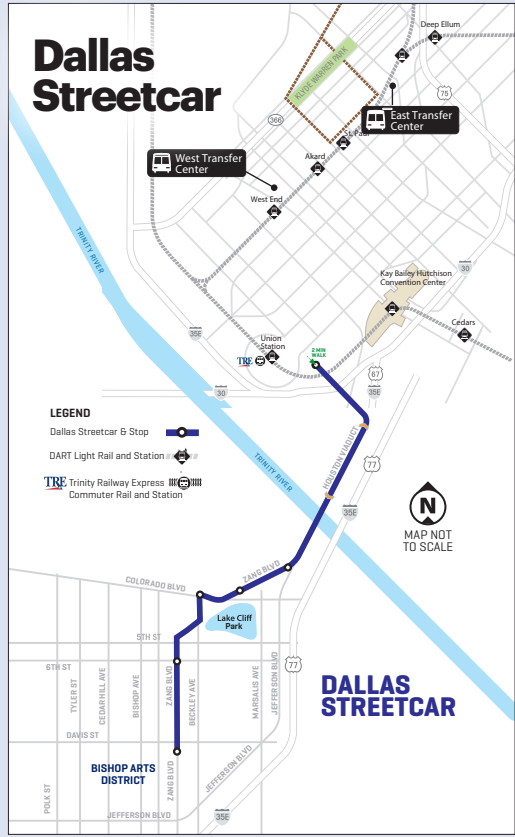 Dallas
Streetcar
Deep Ellum
KLYDE WARREN PARK
75
366
East Transfer
Center
St. Paul
West Transfer
Center
Akard
West End
TRINITY RIVER
30
Kay Bailey Hutchison
Convention Center
Cedars
35E
Union
Station
2 MIN
WALK
TRE
67
35E
30
LEGEND
Dallas Streetcar & Stop
DART Light Rail and Station
TRE Trinity Railway Express
Commuter Rail and Station
HOUSTON VIADUCT
77
TRINITY RIVER
35E
N
MAP NOT
TO SCALE
ZANG BLVD
COLORADO BLVD
Lake Cliff
Park
5TH ST
6TH ST
77
TYLER ST
CEDARHILL AVE
BISHOP AVE
ZANG BLVD
BECKLEY AVE
MARSALIS AVE
JEFFERSON BLVD
DALLAS
STREETCAR
DAVIS ST
BISHOP ARTS
DISTRICT
POLK ST
ZANG BLVD
JEFFERSON BLVD
JEFFERSON BLVD
35E